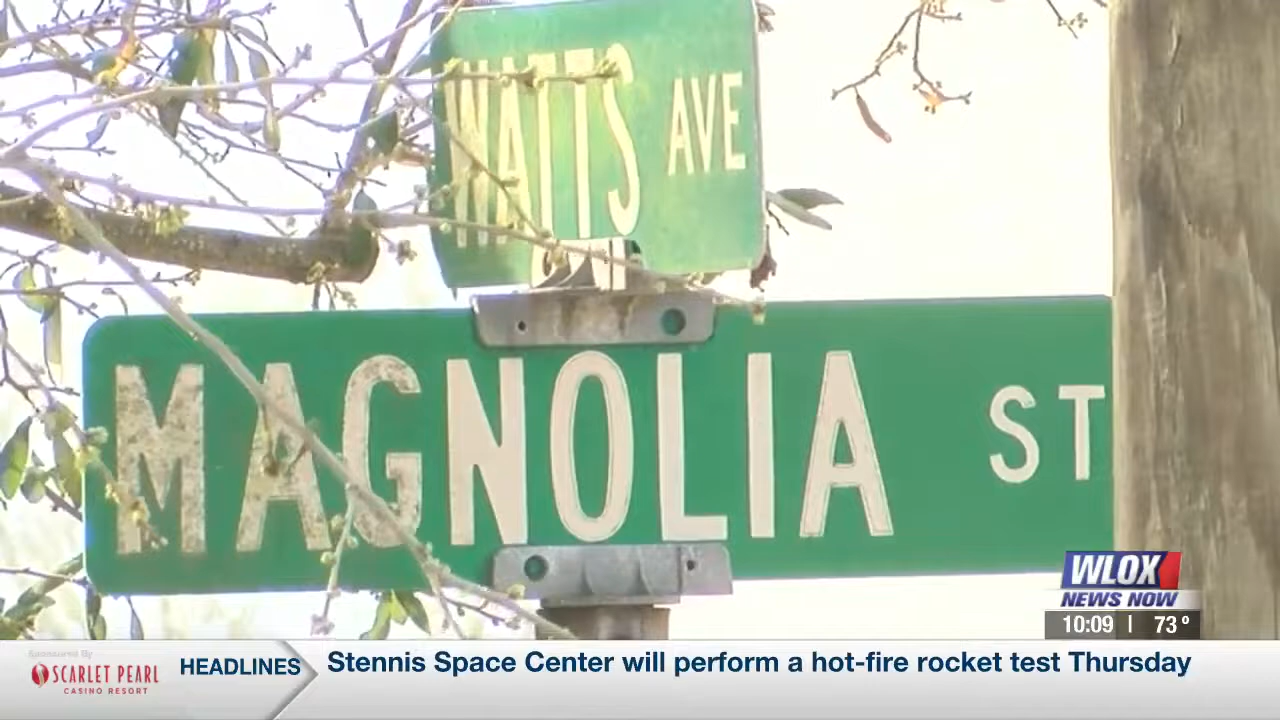 WATTS AVE
MAGNOLIA ST
WLOX
NEWS NOW
10:09 | 73°
Sponsored By
SCARLET PEARL
CASINO RESORT
HEADLINES
Stennis Space Center will perform a hot-fire rocket test Thursday